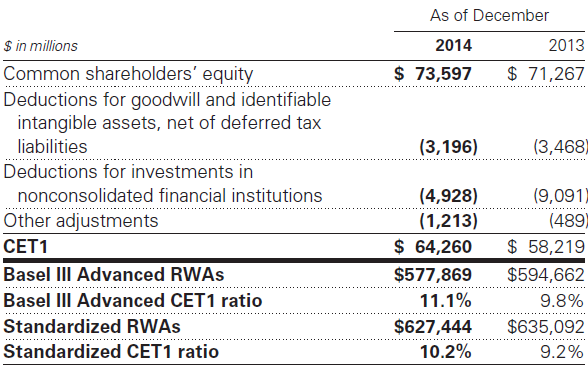 As of December
$ in millions 2014 2013
Common shareholders’ equity $ 73,597 $ 71,267
Deductions for goodwill and identifiable
intangible assets, net of deferred tax
liabilities (3,196) (3,468)
Deductions for investments in
nonconsolidated financial institutions (4,928) (9,091)
Other adjustments (1,213) (489)
CET1 $ 64,260 $ 58,219
Basel III Advanced RWAs $577,869 $594,662
Basel III Advanced CET1 ratio 11.1% 9.8%
Standardized RWAs $627,444 $635,092
Standardized CET1 ratio 10.2% 9.2%